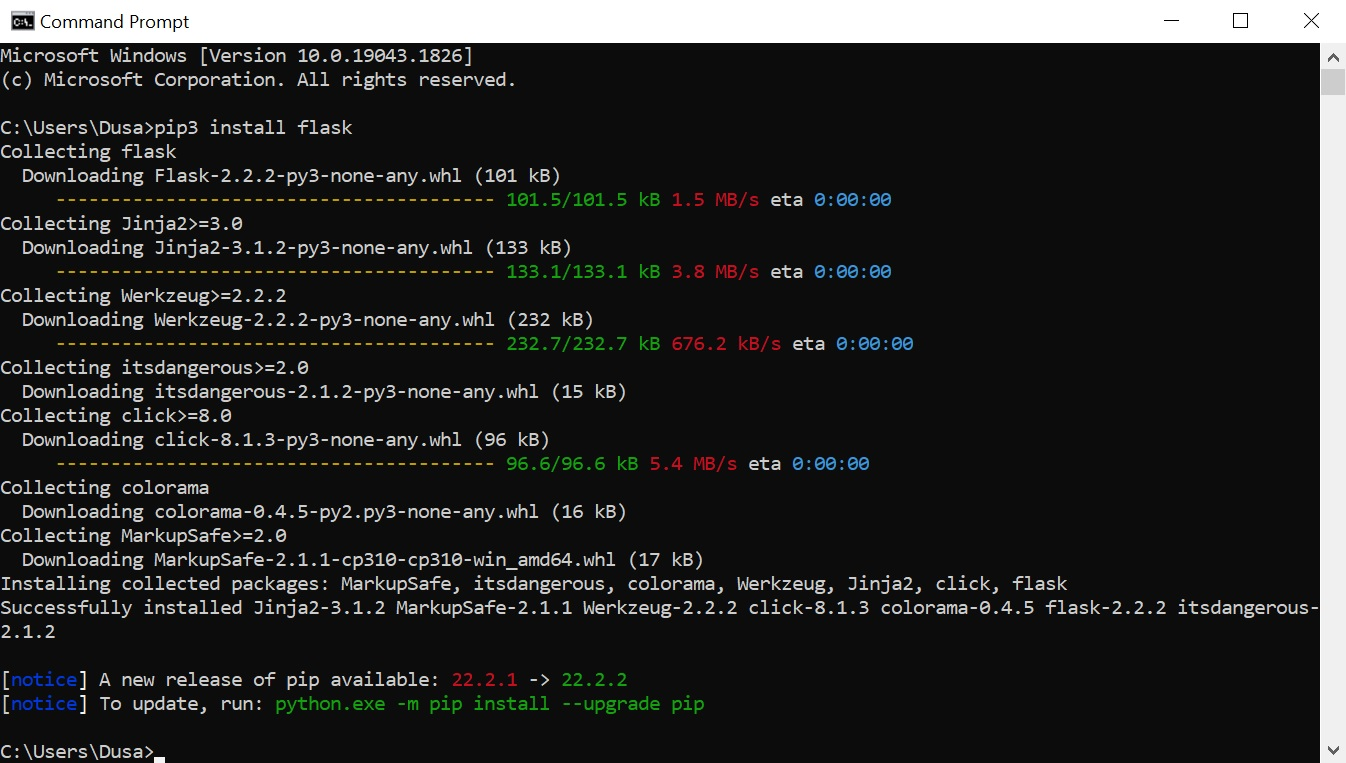 Command Prompt
Microsoft Windows [Version 10.0.19043.1826]
(c) Microsoft Corporation. All rights reserved.
C:\Users\Dusa>pip3 install flask
Collecting flask
  Downloading Flask-2.2.2-py3-none-any.whl (101 kB)
     ---------------------------------------- 101.5/101.5 kB 1.5 MB/s eta 0:00:00
Collecting Jinja2>=3.0
  Downloading Jinja2-3.1.2-py3-none-any.whl (133 kB)
     ---------------------------------------- 133.1/133.1 kB 3.8 MB/s eta 0:00:00
Collecting Werkzeug>=2.2.2
  Downloading Werkzeug-2.2.2-py3-none-any.whl (232 kB)
     ---------------------------------------- 232.7/232.7 kB 676.2 kB/s eta 0:00:00
Collecting itsdangerous>=2.0
  Downloading itsdangerous-2.1.2-py3-none-any.whl (15 kB)
Collecting click>=8.0
  Downloading click-8.1.3-py3-none-any.whl (96 kB)
     ---------------------------------------- 96.6/96.6 kB 5.4 MB/s eta 0:00:00
Collecting colorama
  Downloading colorama-0.4.5-py2.py3-none-any.whl (16 kB)
Collecting MarkupSafe>=2.0
  Downloading MarkupSafe-2.1.1-cp310-cp310-win_amd64.whl (17 kB)
Installing collected packages: MarkupSafe, itsdangerous, colorama, Werkzeug, Jinja2, click, flask
Successfully installed Jinja2-3.1.2 MarkupSafe-2.1.1 Werkzeug-2.2.2 click-8.1.3 colorama-0.4.5 flask-2.2.2 itsdangerous-
2.1.2
[notice] A new release of pip available: 22.2.1 -> 22.2.2
[notice] To update, run: python.exe -m pip install --upgrade pip
C:\Users\Dusa>